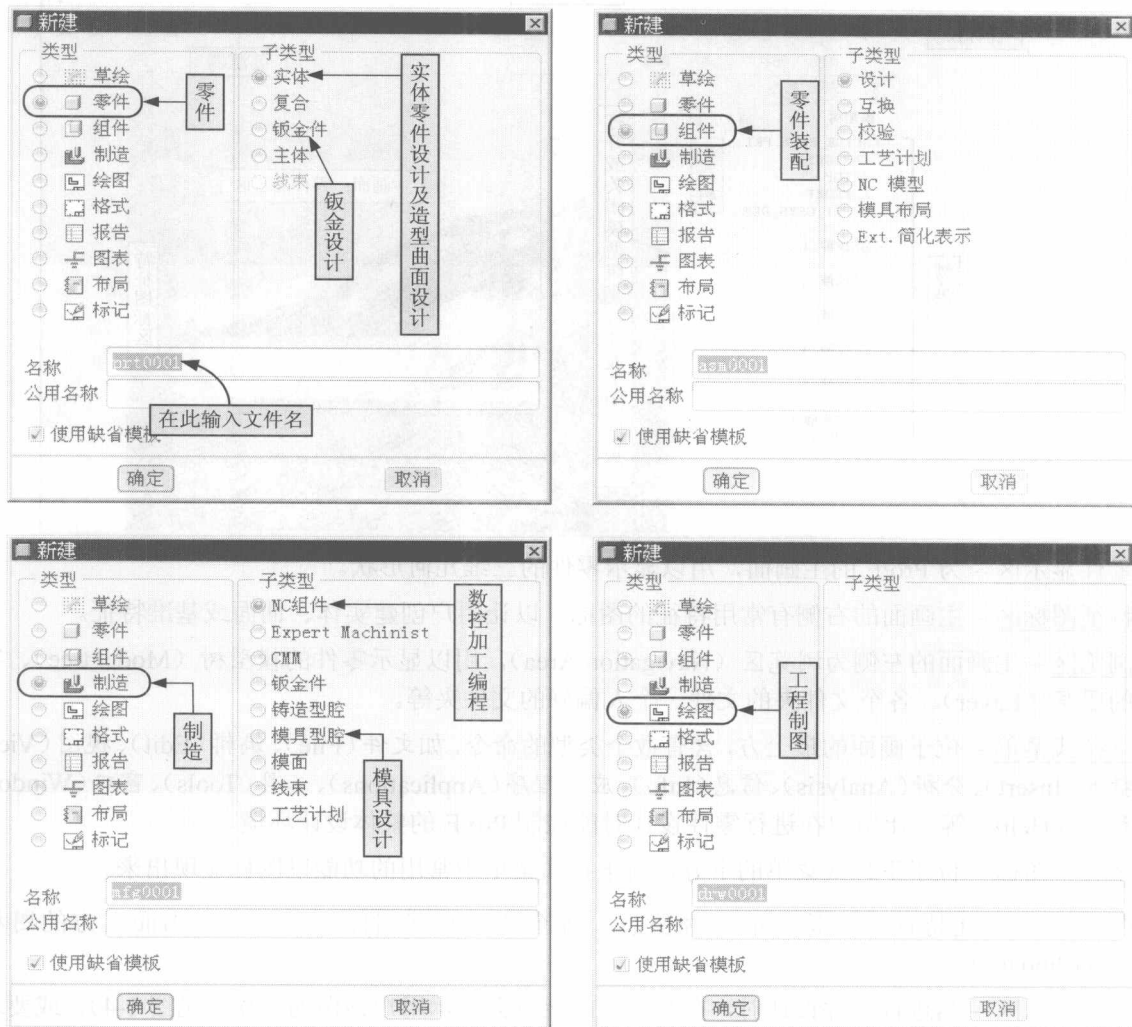 新建
类型
草绘
零件
组件
制造
绘图
格式
报告
图表
布局
标记
子类型
实体
复合
钣金件
主体
线束
零件
钣金设计
实体零件设计及造型曲面设计
名称
prt0001
公用名称
在此输入文件名
使用缺省模板
确定
取消
新建
类型
草绘
零件
组件
制造
绘图
格式
报告
图表
布局
标记
子类型
设计
互换
校验
工艺计划
NC 模型
模具布局
Ext.简化表示
零件装配
名称
asm0001
公用名称
使用缺省模板
确定
取消
新建
类型
草绘
零件
组件
制造
绘图
格式
报告
图表
布局
标记
子类型
NC组件
Expert Machinist
CMM
钣金件
铸造型腔
模具型腔
模面
线束
工艺计划
制造
数控加工编程
模具设计
名称
mfg0001
公用名称
使用缺省模板
确定
取消
新建
类型
草绘
零件
组件
制造
绘图
格式
报告
图表
布局
标记
子类型
工程制图
名称
drw0001
公用名称
使用缺省模板
确定
取消